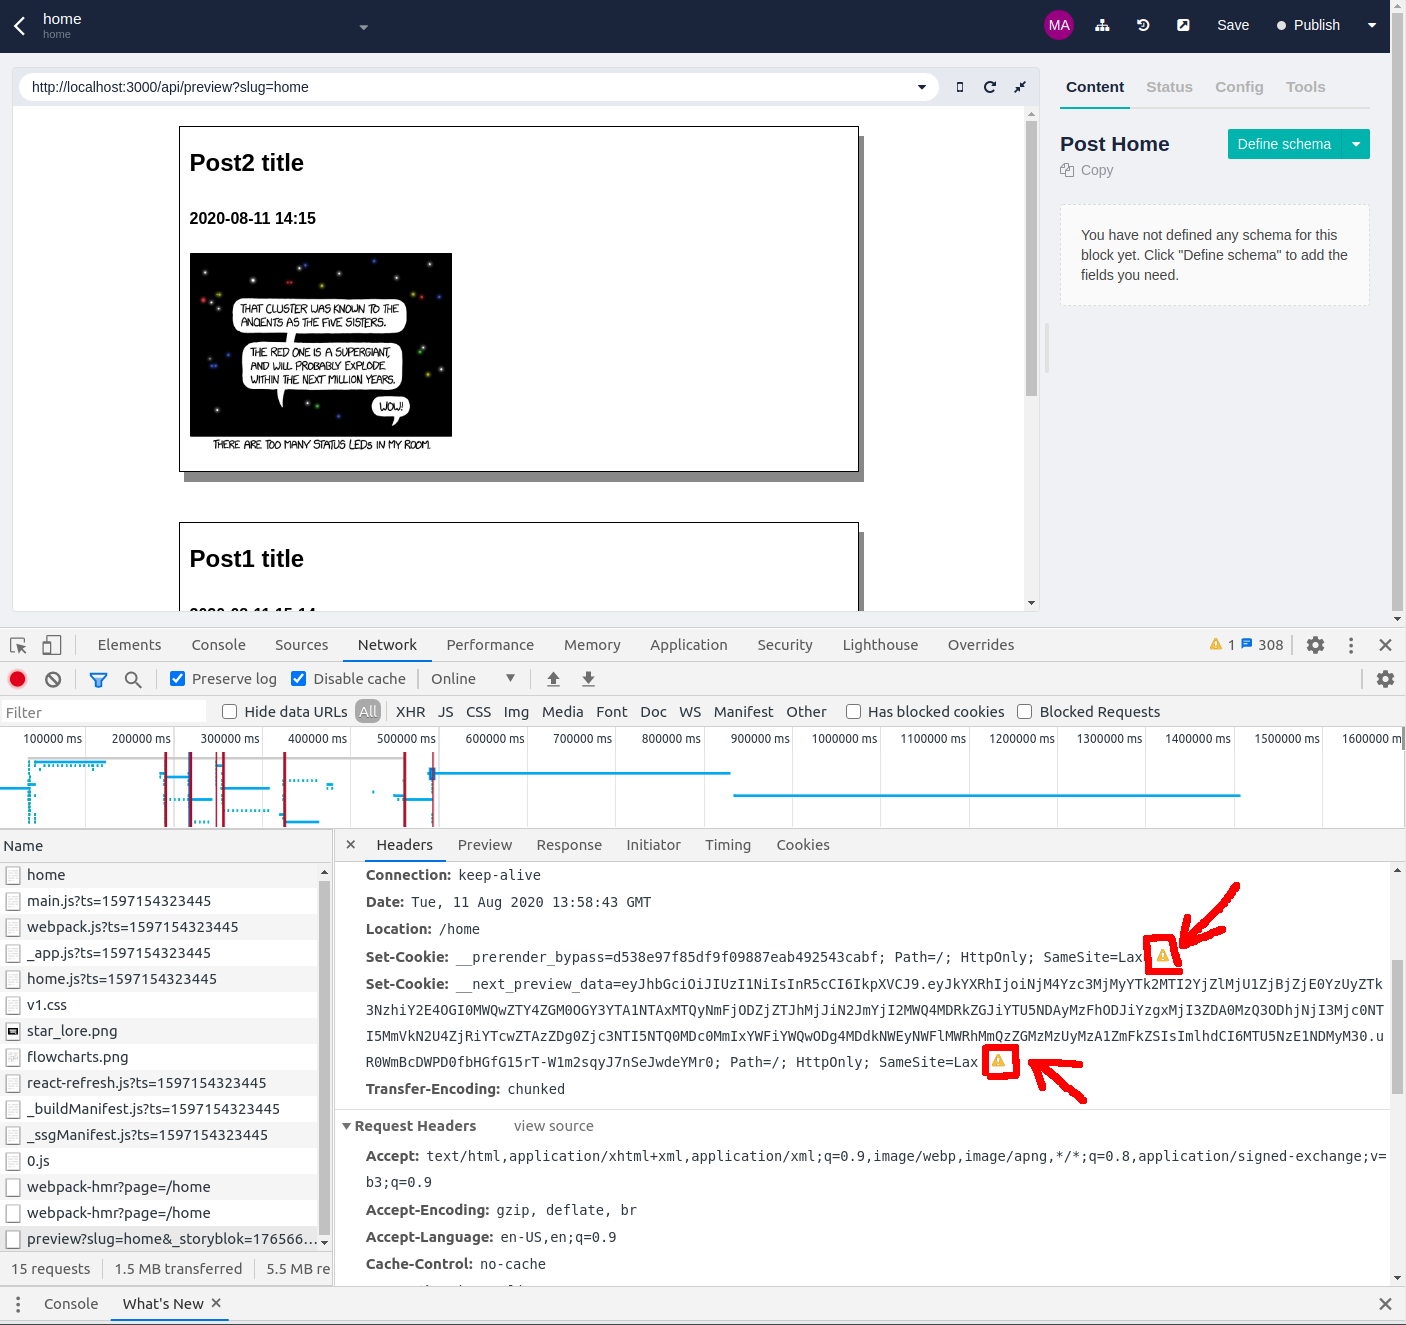 home
home
MA
Save
Publish
http://localhost:3000/api/preview?slug=home
Content Status Config Tools
Post Home
Define schema
Copy
You have not defined any schema for this
block yet. Click "Define schema" to add the
fields you need.
Post2 title
2020-08-11 14:15
THAT CLUSTER WAS KNOWN TO THE
ANCIENTS AS THE FIVE SISTERS.
THE RED ONE IS A SUPERGIANT,
AND WILL PROBABLY EXPLODE
WITHIN THE NEXT MILLION YEARS.
WOW!
THERE ARE TOO MANY STATUS LEDS IN MY ROOM.
Post1 title
Elements Console Sources Network Performance Memory Application Security Lighthouse Overrides 1 308
Preserve log Disable cache Online
Filter Hide data URLs All XHR JS CSS Img Media Font Doc WS Manifest Other Has blocked cookies Blocked Requests
100000 ms 200000 ms 300000 ms 400000 ms 500000 ms 600000 ms 700000 ms 800000 ms 900000 ms 1000000 ms 1100000 ms 1200000 ms 1300000 ms 1400000 ms 1500000 ms 1600000 m
Name
home
main.js?ts=1597154323445
webpack.js?ts=1597154323445
_app.js?ts=1597154323445
home.js?ts=1597154323445
v1.css
star_lore.png
flowcharts.png
react-refresh.js?ts=1597154323445
_buildManifest.js?ts=1597154323445
_ssgManifest.js?ts=1597154323445
0.js
webpack-hmr?page=/home
webpack-hmr?page=/home
preview?slug=home&_storyblok=176566...
15 requests 1.5 MB transferred 5.5 MB re
Headers Preview Response Initiator Timing Cookies
Connection: keep-alive
Date: Tue, 11 Aug 2020 13:58:43 GMT
Location: /home
Set-Cookie: __prerender_bypass=d538e97f85df9f09887eab492543cabf; Path=/; HttpOnly; SameSite=Lax
Set-Cookie: __next_preview_data=eyJhbGciOiJIUzI1NiIsInR5cCI6IkpXVCJ9.eyJkYXRhIjoiNjM4Yzc3MjMyYTk2MTI2YjZlMjU1ZjBjZjE0YzUyZTk
3NzhiY2E4OGI0MWQwZTY4ZGM0OGY3YTA1NTAxMTQyNmFjODZjZTJhMjJiN2JmYjI2MWQ4MDRkZGJiYTU5NDAyMzFhODJiYzgxMjI3ZDA0MzQ3ODhjNjI3Mjc0NT
I5MmVkN2U4ZjRiYTcwZTAzZDg0Zjc3NTI5NTQ0MDc0MmIxYWFiYWQwODg4MDdkNWEyNWFlMWRhMmQzZGMzMzUyMzA1ZmFkZSIsImlhdCI6MTU5NzE1NDMyM30.u
R0WmBcDWPD0fbHGfG15rT-W1m2sqyJ7nSeJwdeYMr0; Path=/; HttpOnly; SameSite=Lax
Transfer-Encoding: chunked
Request Headers view source
Accept: text/html,application/xhtml+xml,application/xml;q=0.9,image/webp,image/apng,*/*;q=0.8,application/signed-exchange;v=
b3;q=0.9
Accept-Encoding: gzip, deflate, br
Accept-Language: en-US,en;q=0.9
Cache-Control: no-cache
Console What's New